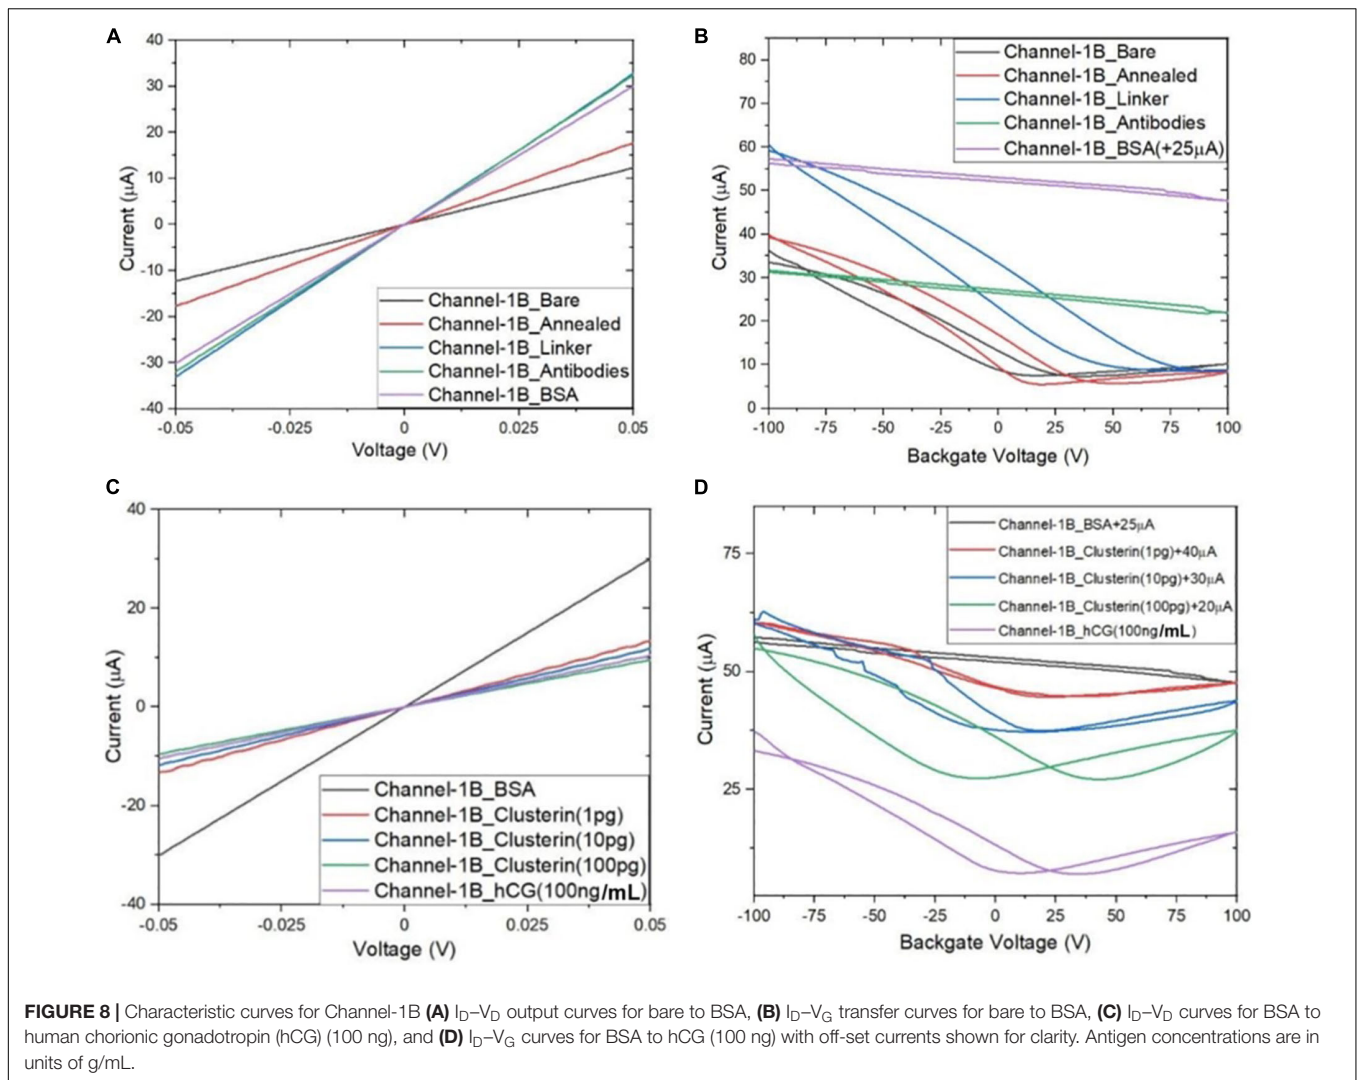 A
40
30
20
10
0
-10
-20
-30
-40
Current (μA)
Channel-1B_Bare
Channel-1B_Annealed
Channel-1B_Linker
Channel-1B_Antibodies
Channel-1B_BSA
-0.05 -0.025 0 0.025 0.05
Voltage (V)
B
80
70
60
50
40
30
20
10
0
Current (μA)
Channel-1B_Bare
Channel-1B_Annealed
Channel-1B_Linker
Channel-1B_Antibodies
Channel-1B_BSA(+25μA)
-100 -75 -50 -25 0 25 50 75 100
Backgate Voltage (V)
C
40
20
0
-20
-40
Current (μA)
Channel-1B_BSA
Channel-1B_Clusterin(1pg)
Channel-1B_Clusterin(10pg)
Channel-1B_Clusterin(100pg)
Channel-1B_hCG(100ng/mL)
-0.05 -0.025 0 0.025 0.05
Voltage (V)
D
75
50
25
Current (μA)
Channel-1B_BSA+25μA
Channel-1B_Clusterin(1pg)+40μA
Channel-1B_Clusterin(10pg)+30μA
Channel-1B_Clusterin(100pg)+20μA
Channel-1B_hCG(100ng/mL)
-100 -75 -50 -25 0 25 50 75 100
Backgate Voltage (V)
FIGURE 8 | Characteristic curves for Channel-1B (A) ID–VD output curves for bare to BSA, (B) ID–VG transfer curves for bare to BSA, (C) ID–VD curves for BSA to
human chorionic gonadotropin (hCG) (100 ng), and (D) ID–VG curves for BSA to hCG (100 ng) with off-set currents shown for clarity. Antigen concentrations are in
units of g/mL.